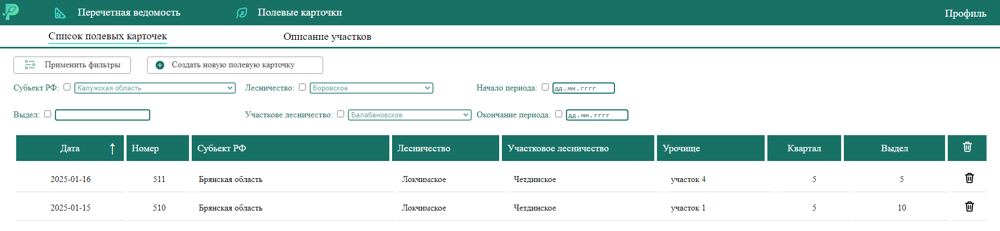 Перечетная ведомость Полевые карточки Профиль
Список полевых карточек Описание участков
Применить фильтры Создать новую полевую карточку
Субъект РФ: Калужская область Лесничество: Боровское Начало периода: дд.мм.гггг
Выдел: Участкове лесничество: Балабановское Окончание периода: дд.мм.гггг
Дата ↑ Номер Субъект РФ Лесничество Участковое лесничество Урочище Квартал Выдел
2025-01-16 511 Брянская область Локчимское Четдинское участок 4 5 5
2025-01-15 510 Брянская область Локчимское Четдинское участок 1 5 10